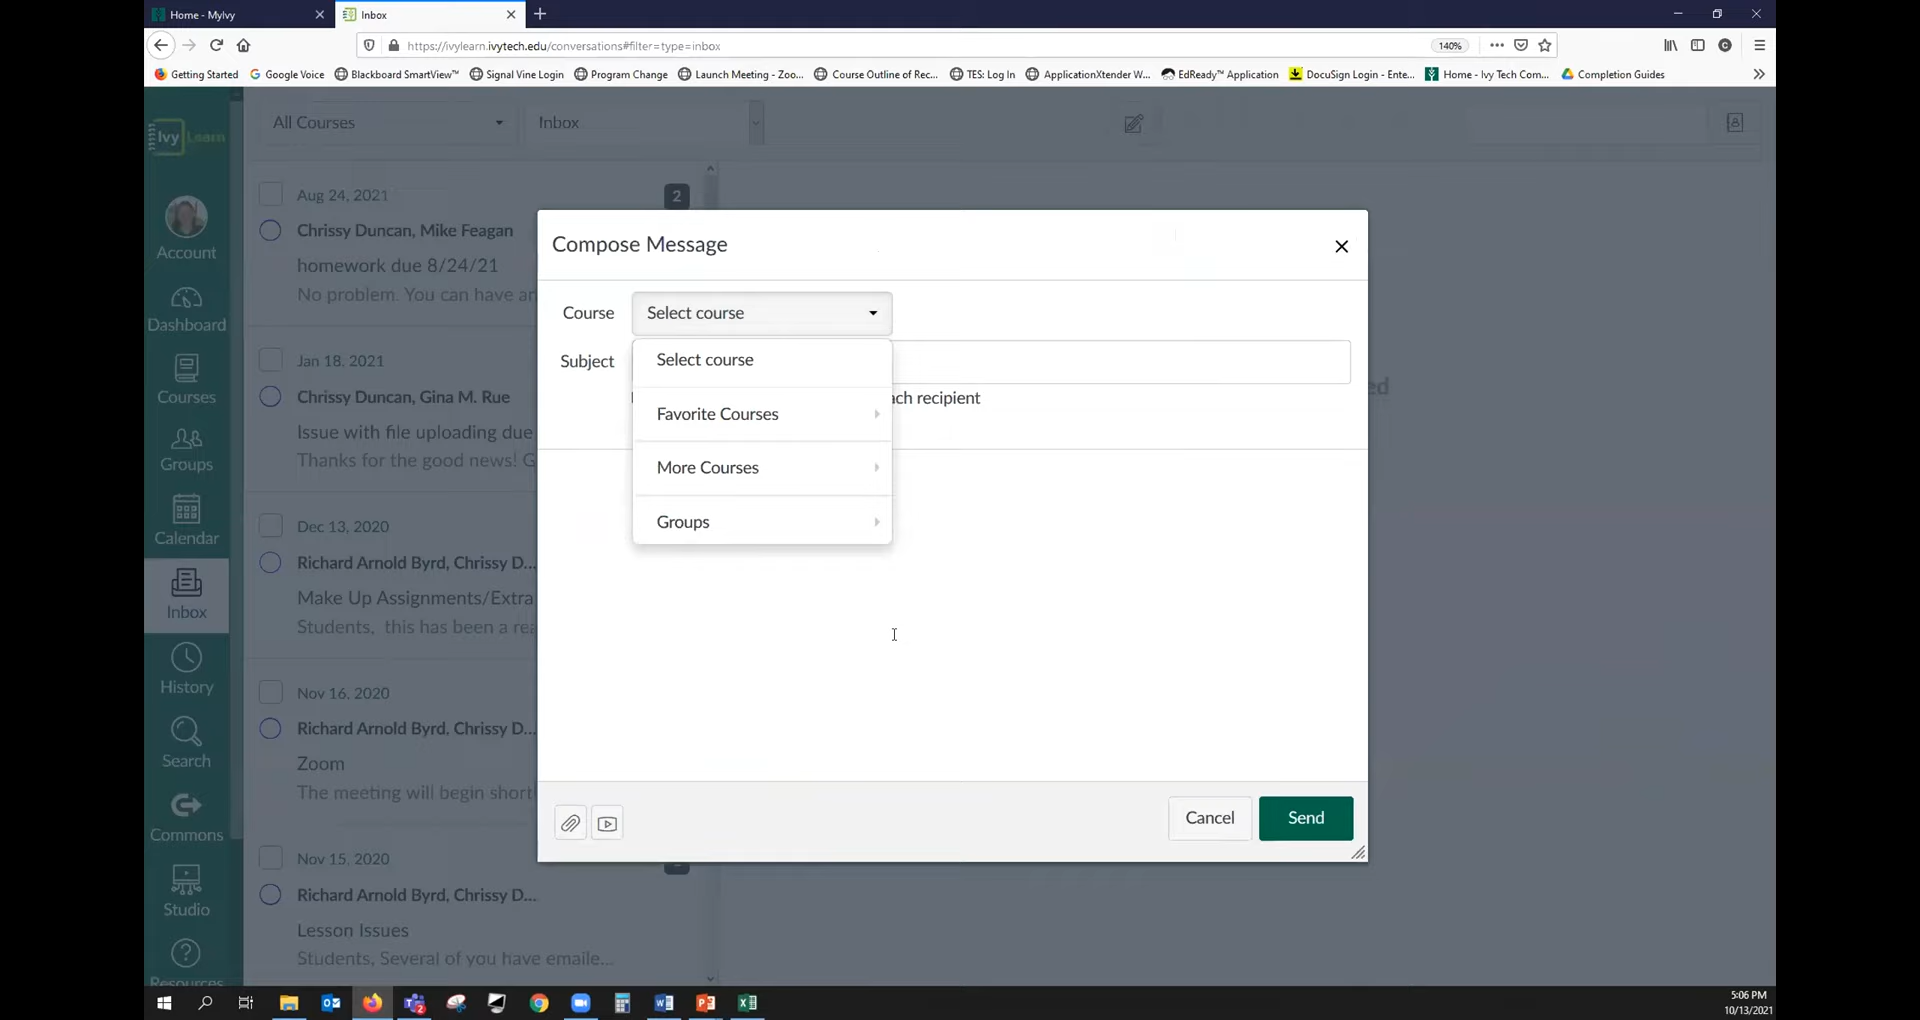 Home - MyIvy
Inbox
https://ivylearn.ivytech.edu/conversations#filter=type=inbox
140%
Getting Started
Google Voice
Blackboard SmartView™
Signal Vine Login
Program Change
Launch Meeting - Zoo...
Course Outline of Rec...
TES: Log In
ApplicationXtender W...
EdReady™ Application
DocuSign Login - Ente...
Home - Ivy Tech Com...
Completion Guides
Ivy Learn
Account
Dashboard
Courses
Groups
Calendar
Inbox
History
Search
Commons
Studio
Resources
All Courses
Inbox
Aug 24, 2021
2
Chrissy Duncan, Mike Feagan
homework due 8/24/21
No problem. You can have an
Jan 18, 2021
Chrissy Duncan, Gina M. Rue
Issue with file uploading due
Thanks for the good news! G
Dec 13, 2020
Richard Arnold Byrd, Chrissy D...
Make Up Assignments/Extra
Students, this has been a rea
Nov 16, 2020
Richard Arnold Byrd, Chrissy D...
Zoom
The meeting will begin short
Nov 15, 2020
Richard Arnold Byrd, Chrissy D...
Lesson Issues
Students, Several of you have emaile...
Compose Message
Course
Select course
Subject
Select course
Favorite Courses
More Courses
Groups
ach recipient
ed
Cancel
Send
5:06 PM
10/13/2021